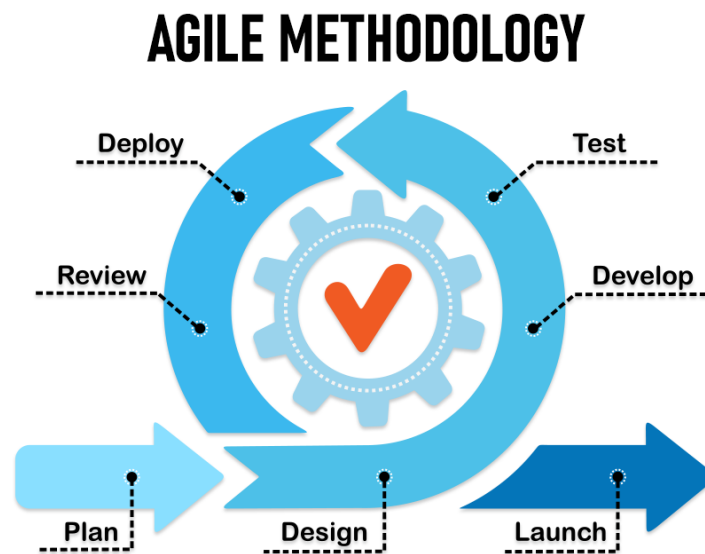 AGILE METHODOLOGY
Deploy
Test
Review
Develop
Plan
Design
Launch